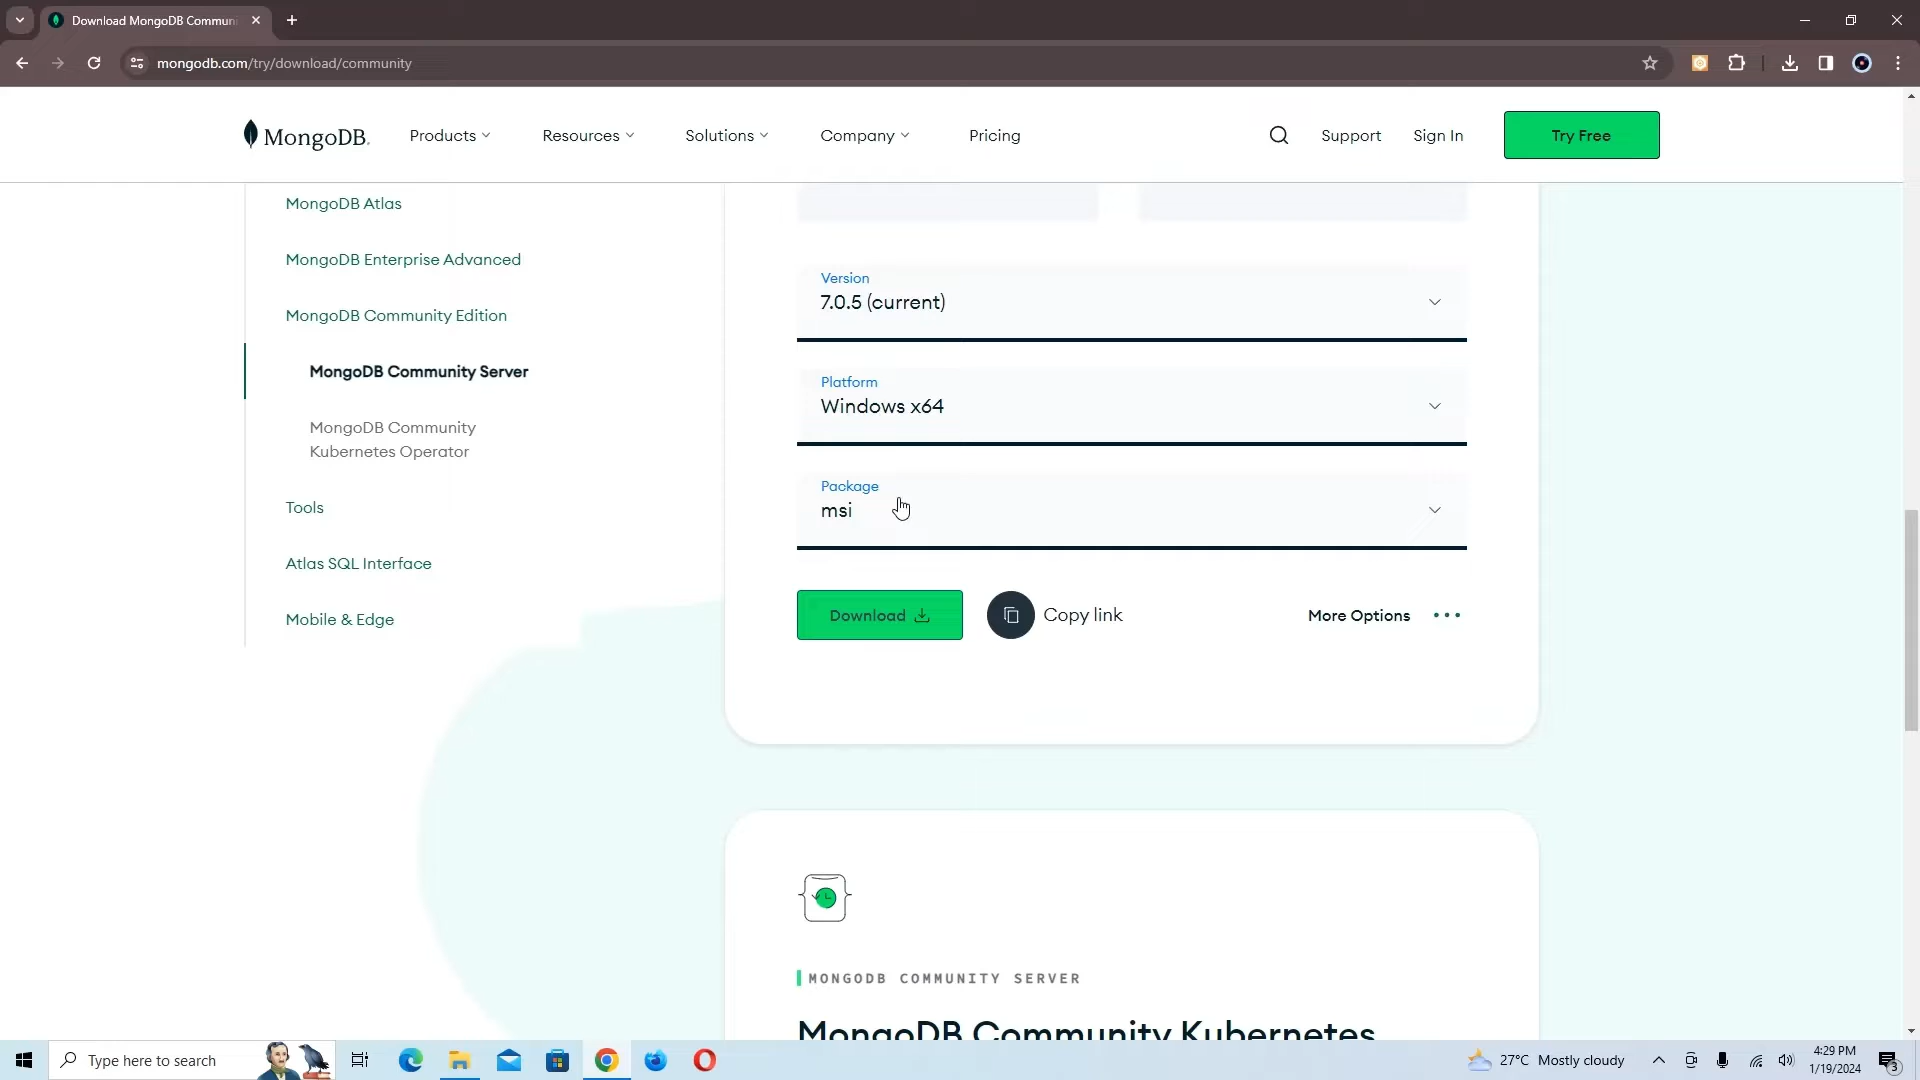 Download MongoDB Communi
mongodb.com/try/download/community
MongoDB.
Products
Resources
Solutions
Company
Pricing
Support
Sign In
Try Free
MongoDB Atlas
MongoDB Enterprise Advanced
MongoDB Community Edition
MongoDB Community Server
MongoDB Community
Kubernetes Operator
Tools
Atlas SQL Interface
Mobile & Edge
Version
7.0.5 (current)
Platform
Windows x64
Package
msi
Download
Copy link
More Options
MONGODB COMMUNITY SERVER
MongoDB Community Kubernetes
Type here to search
27°C Mostly cloudy
4:29 PM
1/19/2024
3